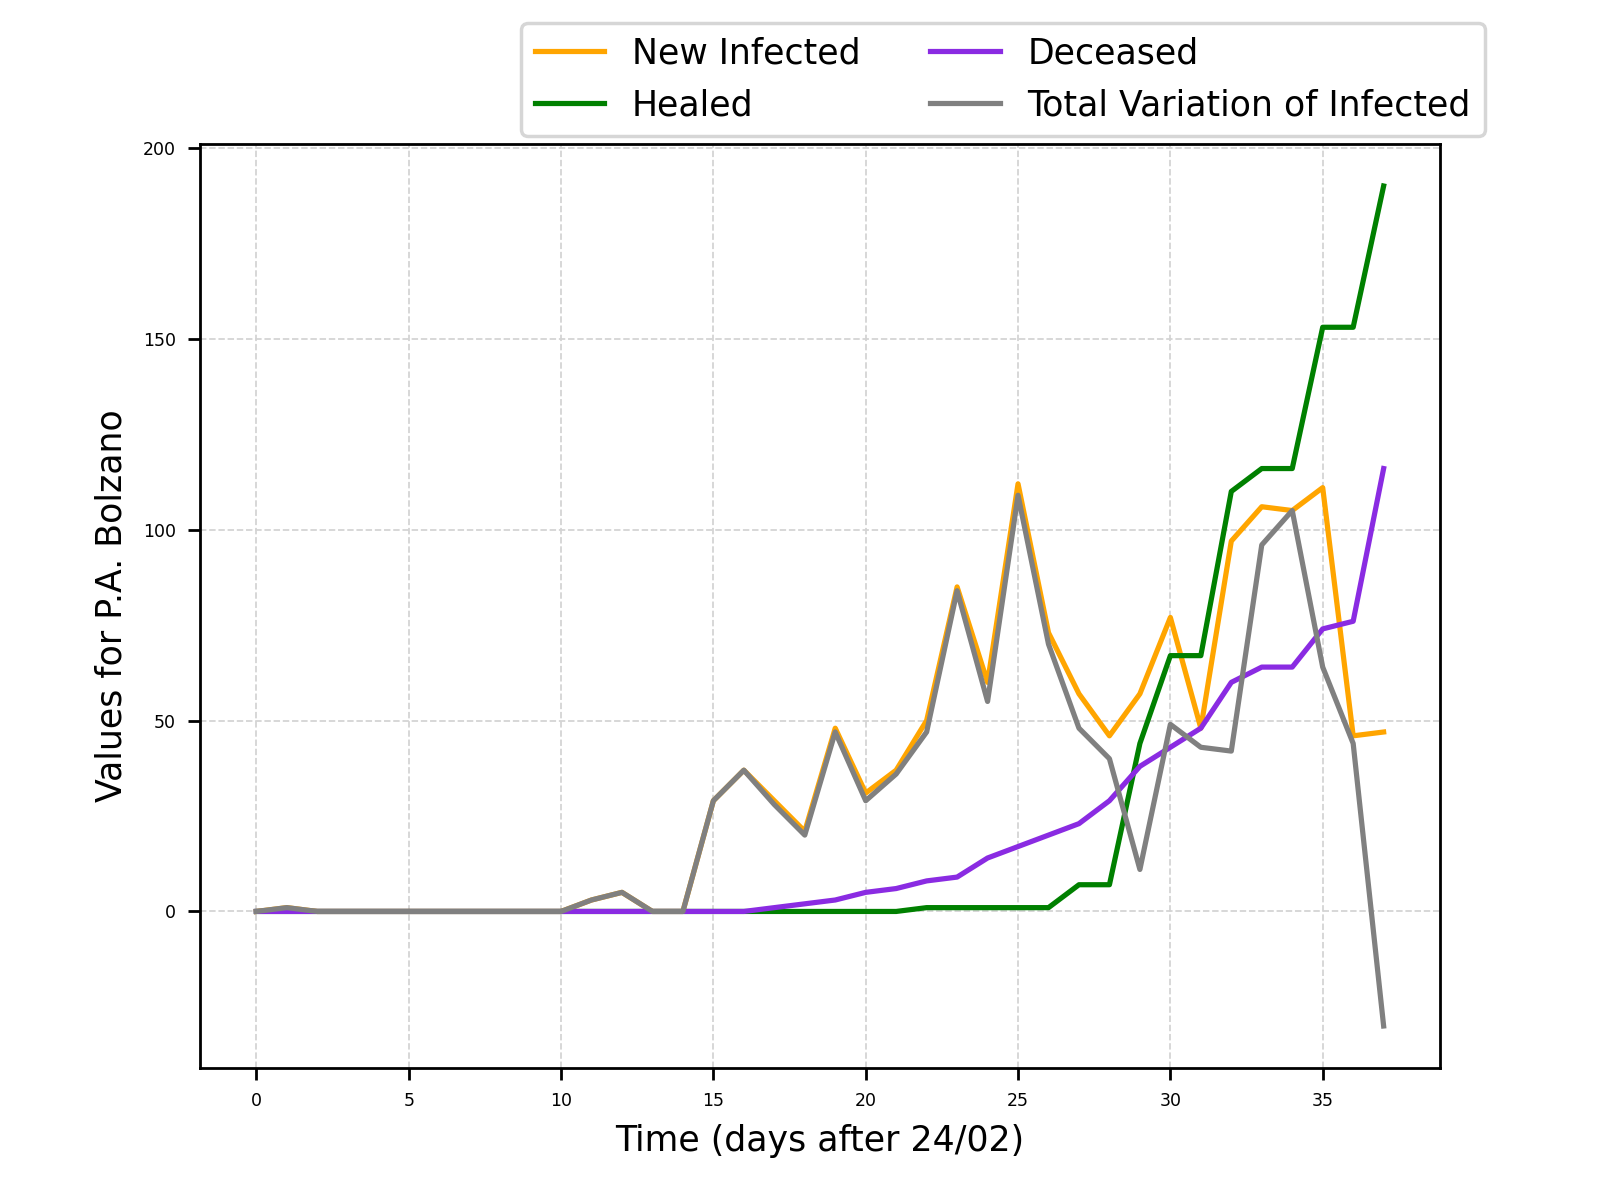 New Infected
Healed
Deceased
Total Variation of Infected
200
150
100
50
0
Values for P.A. Bolzano
0 5 10 15 20 25 30 35
Time (days after 24/02)